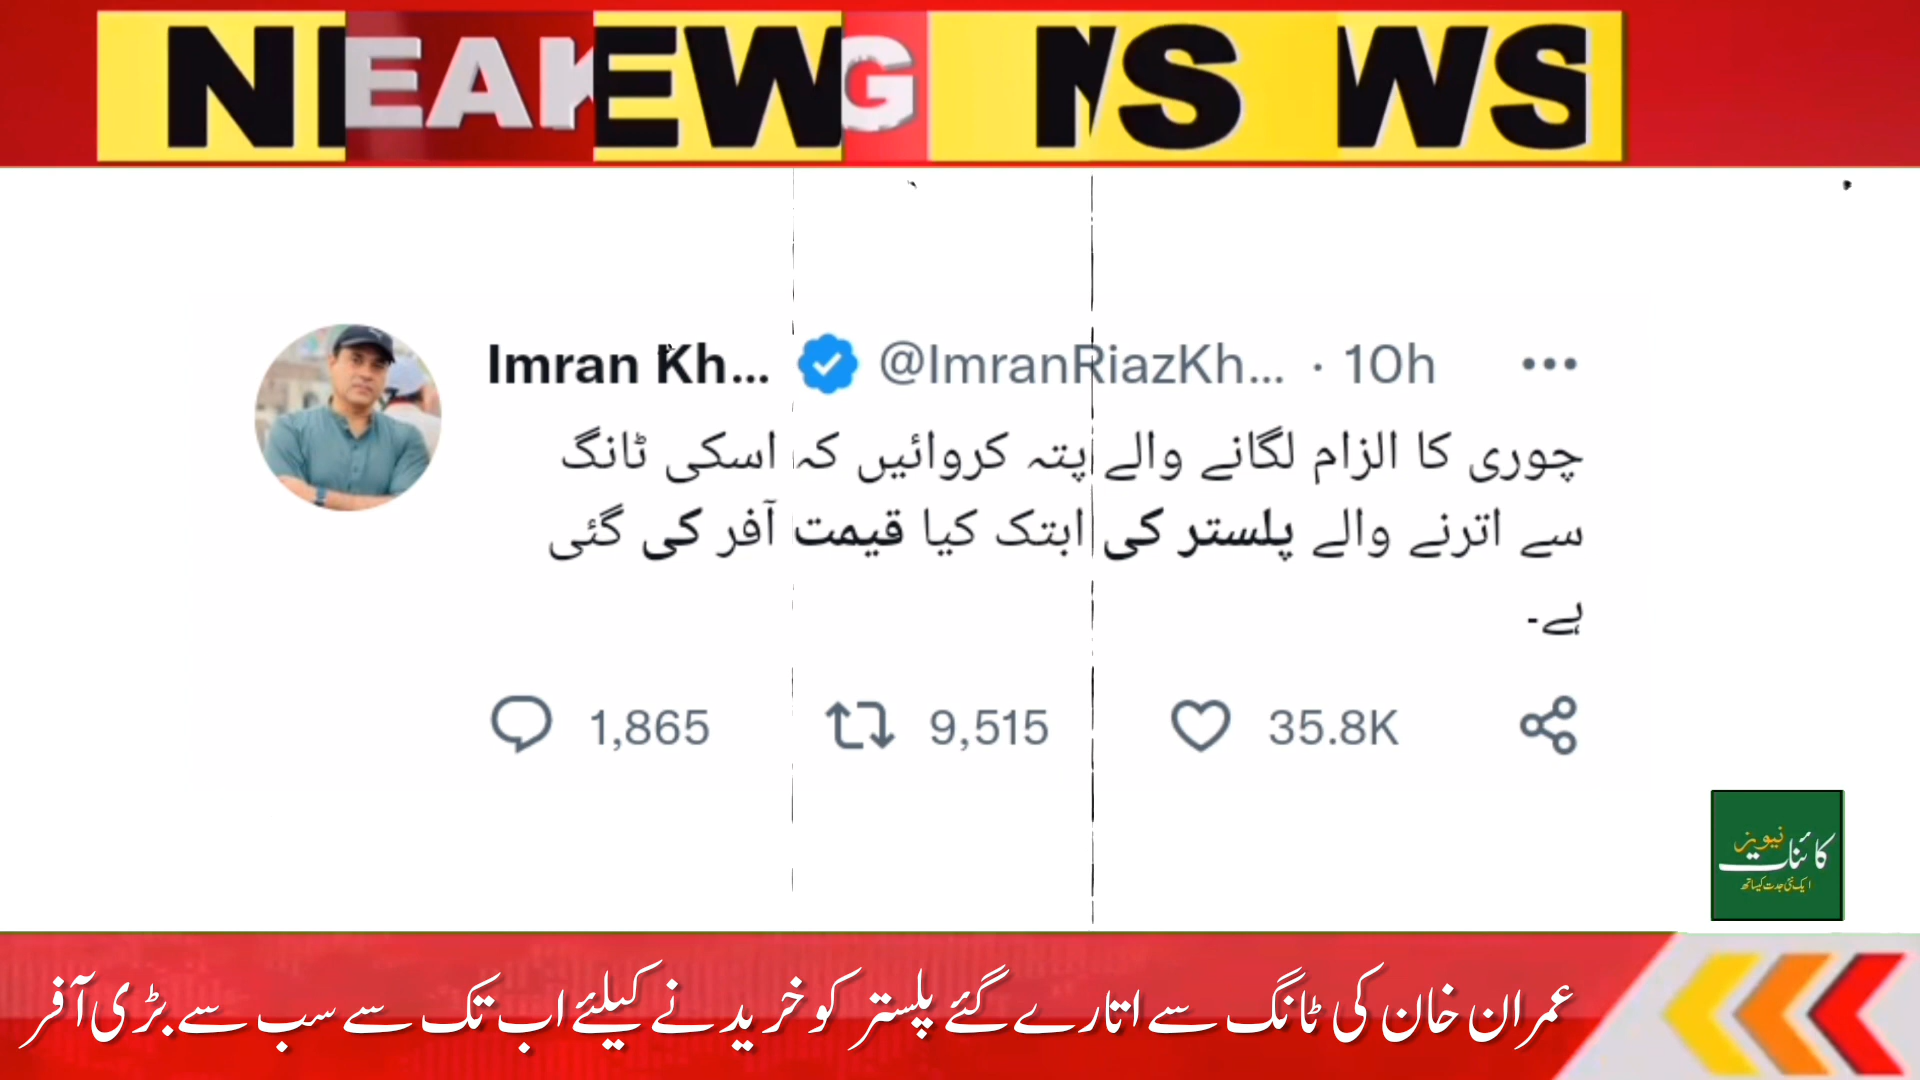 NEAKEWG NS WS
Imran Kh... @ImranRiazKh... · 10h
چوری کا الزام لگانے والے پتہ کروائیں کہ اسکی ٹانگ
سے اترنے والے پلستر کی ابتک کیا قیمت آفر کی گئی
ہے۔
1,865 9,515 35.8K
کائنات نیوز
ایک نئی جدت کیساتھ
عمران خان کی ٹانگ سے اتارے گئے پلستر کو خریدنے کیلئے اب تک سے سب سے بڑی آفر